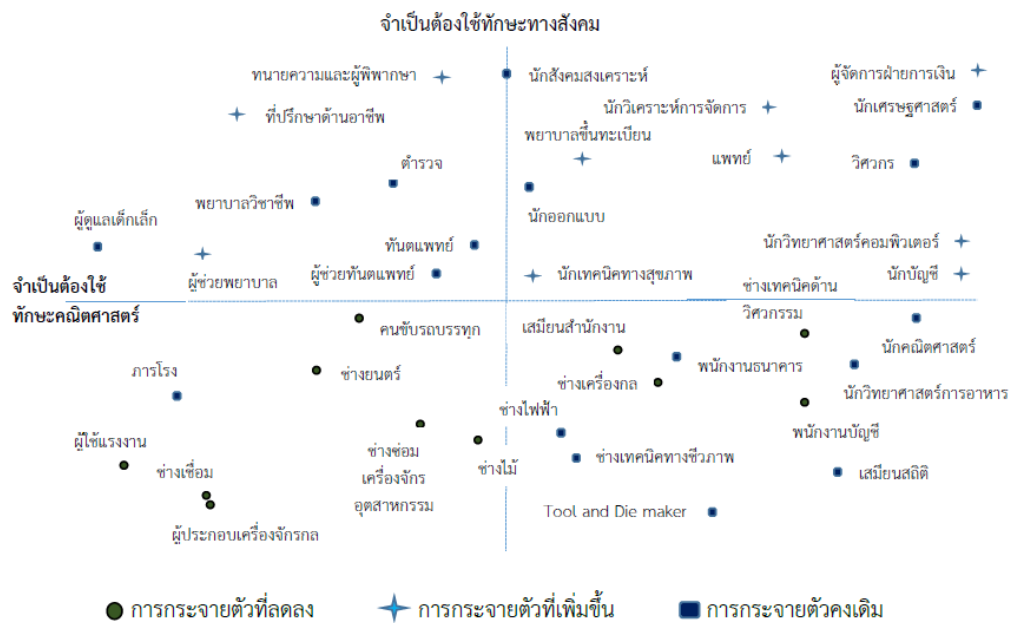 จำเป็นต้องใช้ทักษะทางสังคม
ทนายความและผู้พิพากษา
นักสังคมสงเคราะห์
ผู้จัดการฝ่ายการเงิน
ที่ปรึกษาด้านอาชีพ
นักวิเคราะห์การจัดการ
นักเศรษฐศาสตร์
พยาบาลขึ้นทะเบียน
ตำรวจ
แพทย์
วิศวกร
พยาบาลวิชาชีพ
ผู้ดูแลเด็กเล็ก
นักออกแบบ
ทันตแพทย์
นักวิทยาศาสตร์คอมพิวเตอร์
ผู้ช่วยพยาบาล
ผู้ช่วยทันตแพทย์
นักเทคนิคทางสุขภาพ
นักบัญชี
จำเป็นต้องใช้
ทักษะคณิตศาสตร์
ช่างเทคนิคด้าน
วิศวกรรม
คนขับรถบรรทุก
เสมียนสำนักงาน
นักคณิตศาสตร์
ภารโรง
ช่างยนตร์
ช่างเครื่องกล
พนักงานธนาคาร
นักวิทยาศาสตร์การอาหาร
ช่างไฟฟ้า
พนักงานบัญชี
ผู้ใช้แรงงาน
ช่างเชื่อม
ช่างซ่อม
เครื่องจักร
อุตสาหกรรม
ช่างไม้
ช่างเทคนิคทางชีวภาพ
เสมียนสถิติ
ผู้ประกอบเครื่องจักรกล
Tool and Die maker
การกระจายตัวที่ลดลง
การกระจายตัวที่เพิ่มขึ้น
การกระจายตัวคงเดิม